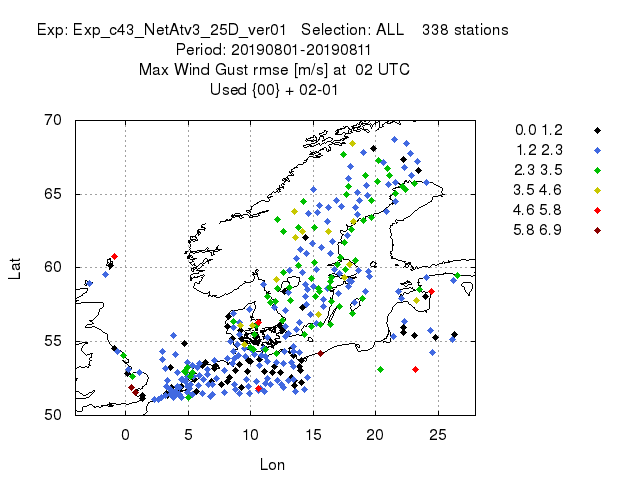 Exp: Exp_c43_NetAtv3_25D_ver01 Selection: ALL 338 stations
Period: 20190801-20190811
Max Wind Gust rmse [m/s] at 02 UTC
Used {00} + 02-01
70
65
60
55
50
Lat
0 5 10 15 20 25
Lon
0.0 1.2
1.2 2.3
2.3 3.5
3.5 4.6
4.6 5.8
5.8 6.9